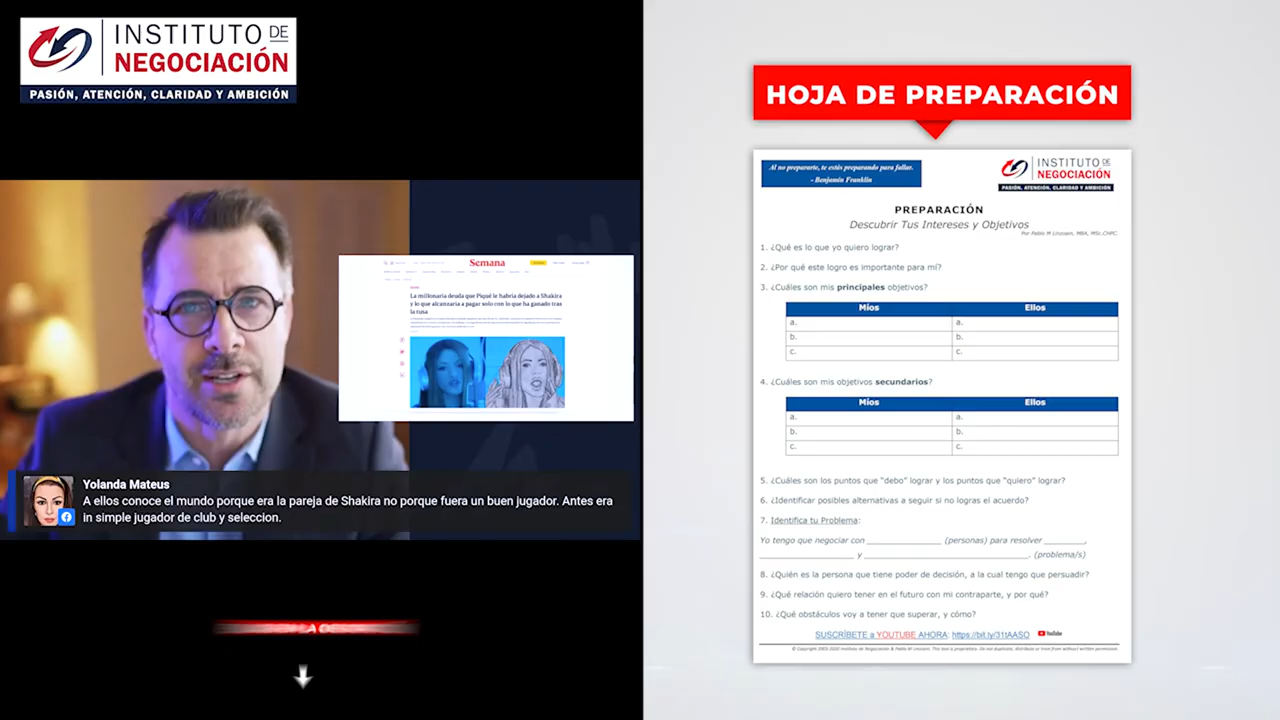 INSTITUTO DE
NEGOCIACIÓN
PASIÓN, ATENCIÓN, CLARIDAD Y AMBICIÓN
Semana
La millonaria deuda que Piqué le habría dejado a Shakira
y lo que alcanzaría a pagar solo con lo que ha ganado tras
la tusa
Yolanda Mateus
A ellos conoce el mundo porque era la pareja de Shakira no porque fuera un buen jugador. Antes era
in simple jugador de club y seleccion.
HOJA DE PREPARACIÓN
Al no prepararte, te estás preparando para fallar.
- Benjamin Franklin
INSTITUTO DE
NEGOCIACIÓN
PASIÓN, ATENCIÓN, CLARIDAD Y AMBICIÓN
PREPARACIÓN
Descubrir Tus Intereses y Objetivos
Por Pablo M Linzoain, MBA, MSc.CHPC.
1. ¿Qué es lo que yo quiero lograr?
2. ¿Por qué este logro es importante para mí?
3. ¿Cuáles son mis principales objetivos?
Míos Ellos
a. a.
b. b.
c. c.
4. ¿Cuáles son mis objetivos secundarios?
Míos Ellos
a. a.
b. b.
c. c.
5. ¿Cuáles son los puntos que “debo” lograr y los puntos que “quiero” lograr?
6. ¿Identificar posibles alternativas a seguir si no logras el acuerdo?
7. Identifica tu Problema:
Yo tengo que negociar con _______________ (personas) para resolver ________,
___________________ y _________________________________. (problema/s)
8. ¿Quién es la persona que tiene poder de decisión, a la cual tengo que persuadir?
9. ¿Qué relación quiero tener en el futuro con mi contraparte, y por qué?
10. ¿Qué obstáculos voy a tener que superar, y cómo?
SUSCRÍBETE a YOUTUBE AHORA: https://bit.ly/31tAASO YouTube